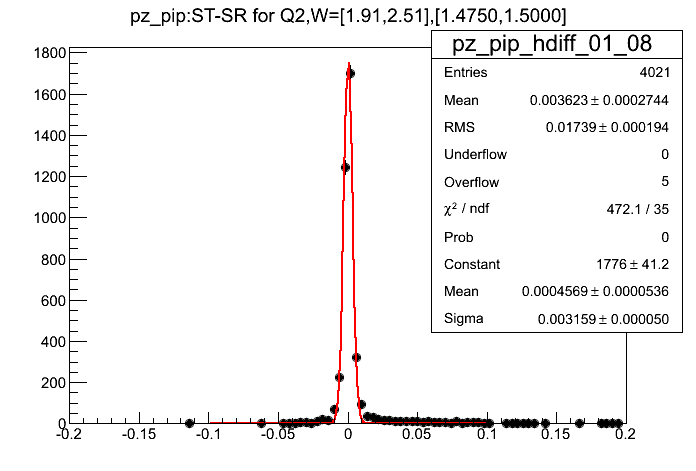 pz_pip:ST-SR for Q2,W=[1.91,2.51],[1.4750,1.5000]
pz_pip_hdiff_01_08
Entries 4021
Mean 0.003623 ± 0.0002744
RMS 0.01739 ± 0.000194
Underflow 0
Overflow 5
χ² / ndf 472.1 / 35
Prob 0
Constant 1776 ± 41.2
Mean 0.0004569 ± 0.0000536
Sigma 0.003159 ± 0.000050
1800
1600
1400
1200
1000
800
600
400
200
0
-0.2 -0.15 -0.1 -0.05 0 0.05 0.1 0.15 0.2